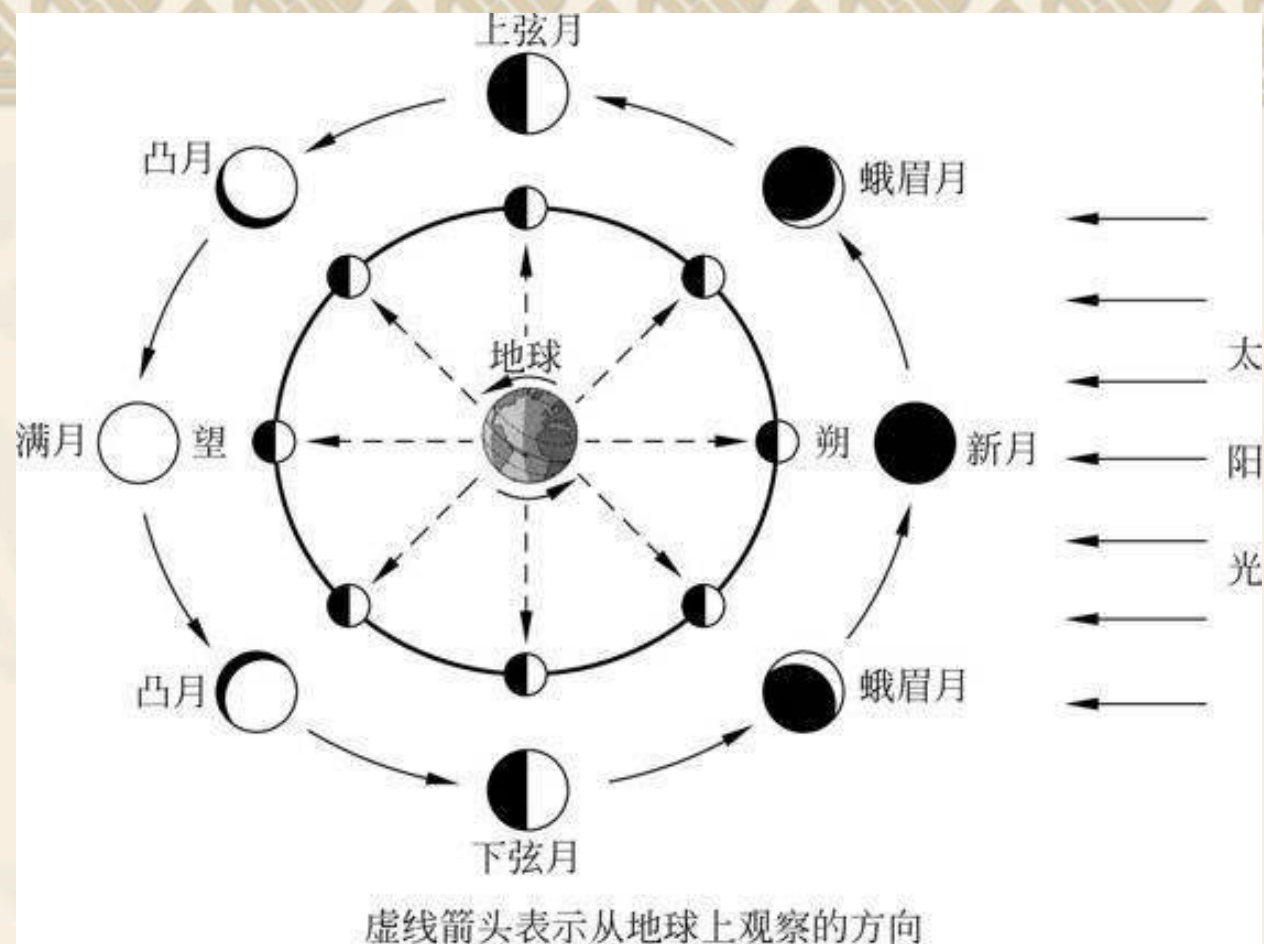 上弦月
凸月
蛾眉月
地球
太
阳
光
满月 望
朔 新月
凸月
蛾眉月
下弦月
虚线箭头表示从地球上观察的方向